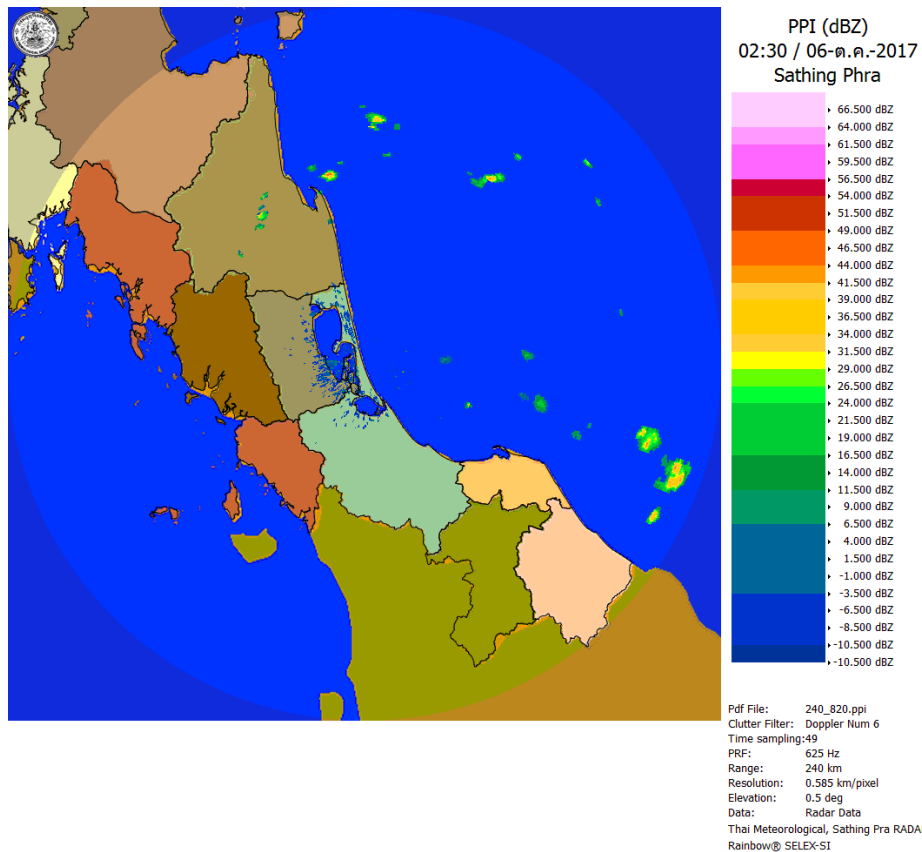 PPI (dBZ)
02:30 / 06-ต.ค.-2017
Sathing Phra
66.500 dBZ
64.000 dBZ
61.500 dBZ
59.500 dBZ
56.500 dBZ
54.000 dBZ
51.500 dBZ
49.000 dBZ
46.500 dBZ
44.000 dBZ
41.500 dBZ
39.000 dBZ
36.500 dBZ
34.000 dBZ
31.500 dBZ
29.000 dBZ
26.500 dBZ
24.000 dBZ
21.500 dBZ
19.000 dBZ
16.500 dBZ
14.000 dBZ
11.500 dBZ
9.000 dBZ
6.500 dBZ
4.000 dBZ
1.500 dBZ
-1.000 dBZ
-3.500 dBZ
-6.500 dBZ
-8.500 dBZ
-10.500 dBZ
-10.500 dBZ
Pdf File: 240_820.ppi
Clutter Filter: Doppler Num 6
Time sampling:49
PRF: 625 Hz
Range: 240 km
Resolution: 0.585 km/pixel
Elevation: 0.5 deg
Data: Radar Data
Thai Meteorological, Sathing Pra RADA
Rainbow® SELEX-SI